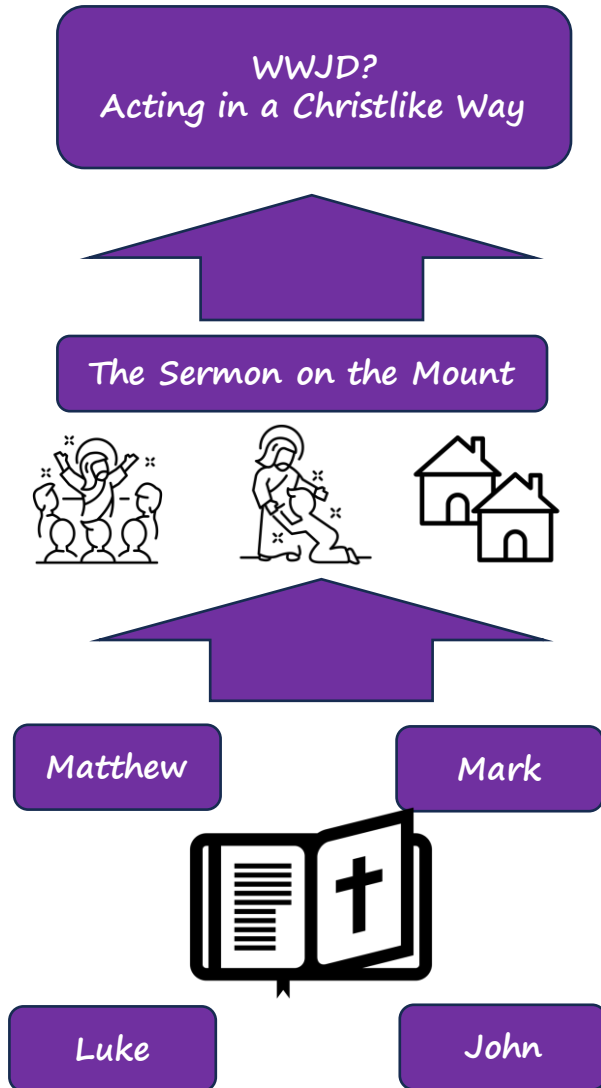 WWJD?
Acting in a Christlike Way
The Sermon on the Mount
Matthew
Mark
Luke
John